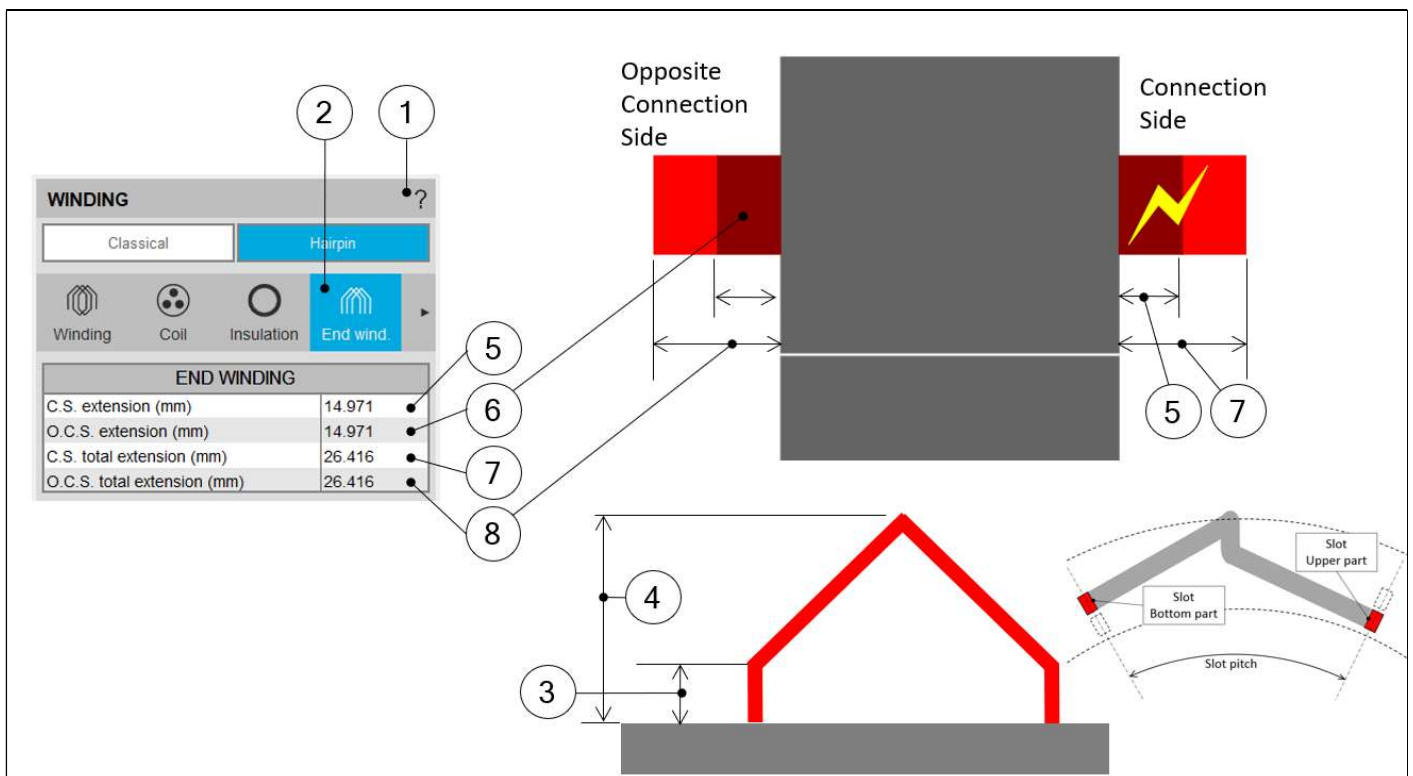 Opposite
Connection
Side
Connection
Side
2
1
WINDING
?
Classical
Hairpin
Winding
Coil
Insulation
End wind.
END WINDING
C.S. extension (mm) 14.971
O.C.S. extension (mm) 14.971
C.S. total extension (mm) 26.416
O.C.S. total extension (mm) 26.416
5
6
7
8
5
7
4
3
Slot
Upper part
Slot
Bottom part
Slot pitch